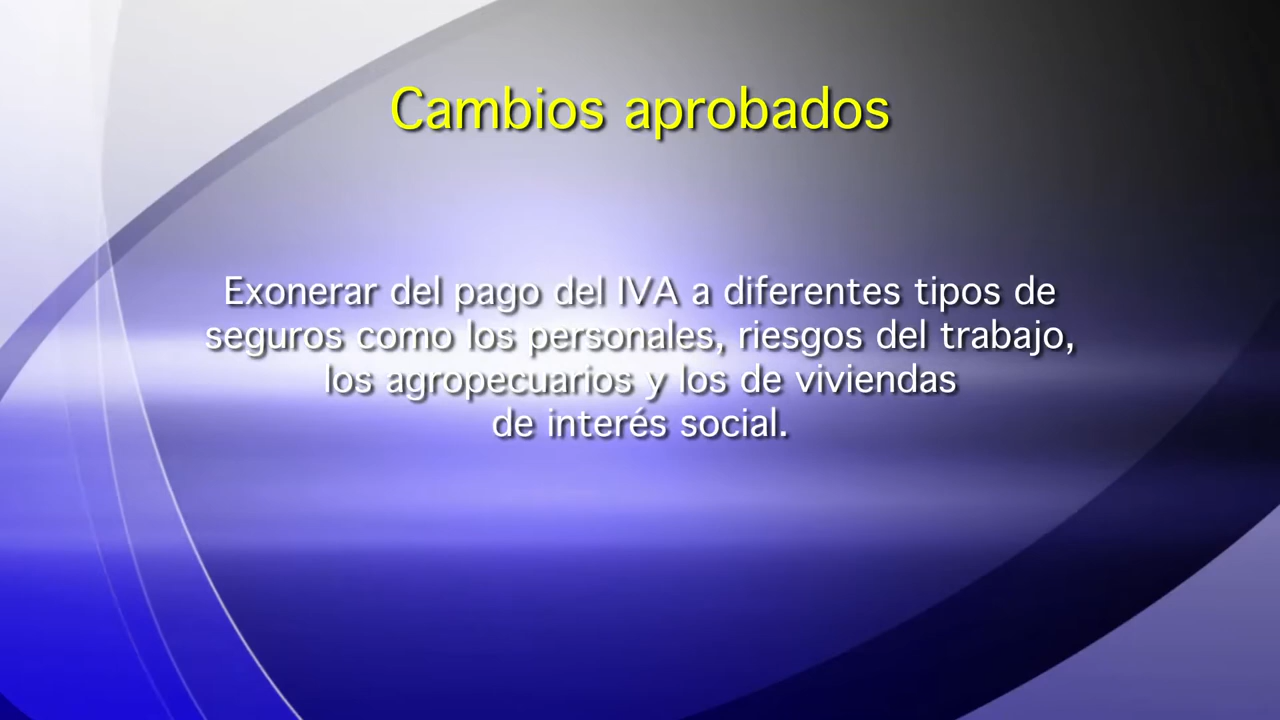 Cambios aprobados
Exonerar del pago del IVA a diferentes tipos de
seguros como los personales, riesgos del trabajo,
los agropecuarios y los de viviendas
de interés social.